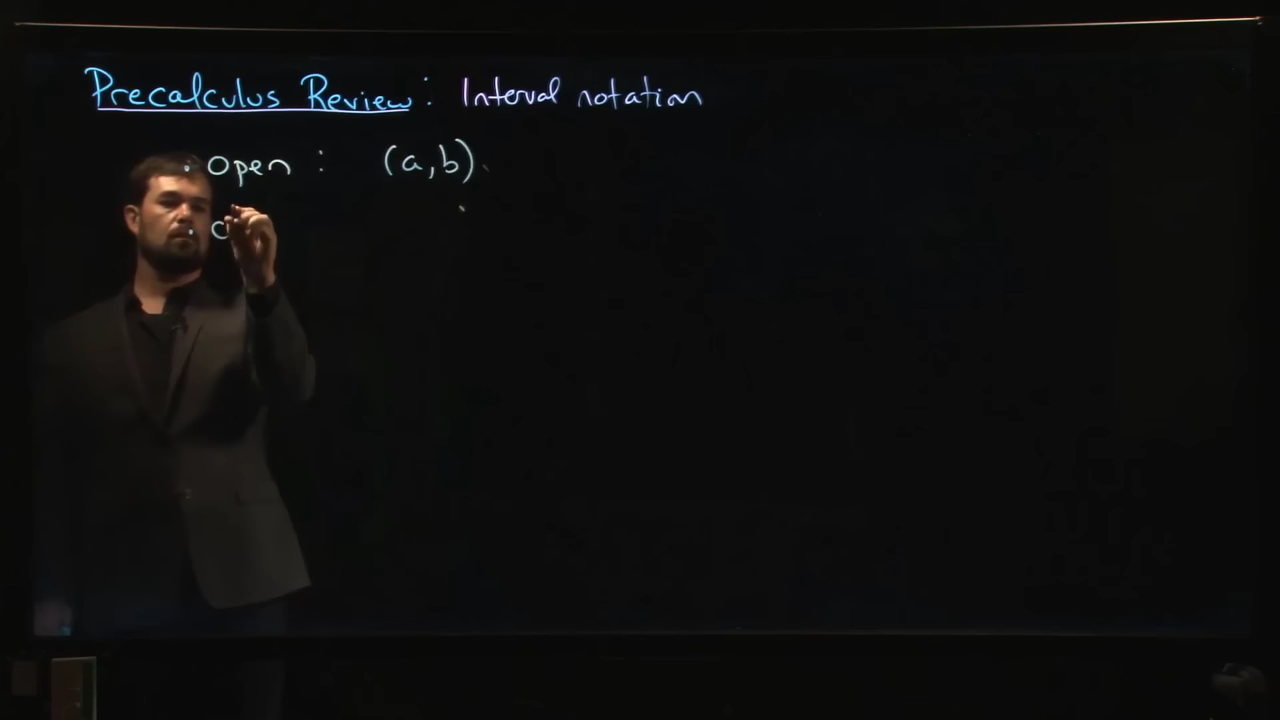 Precalculus Review: Interval notation
· open : (a,b)
·